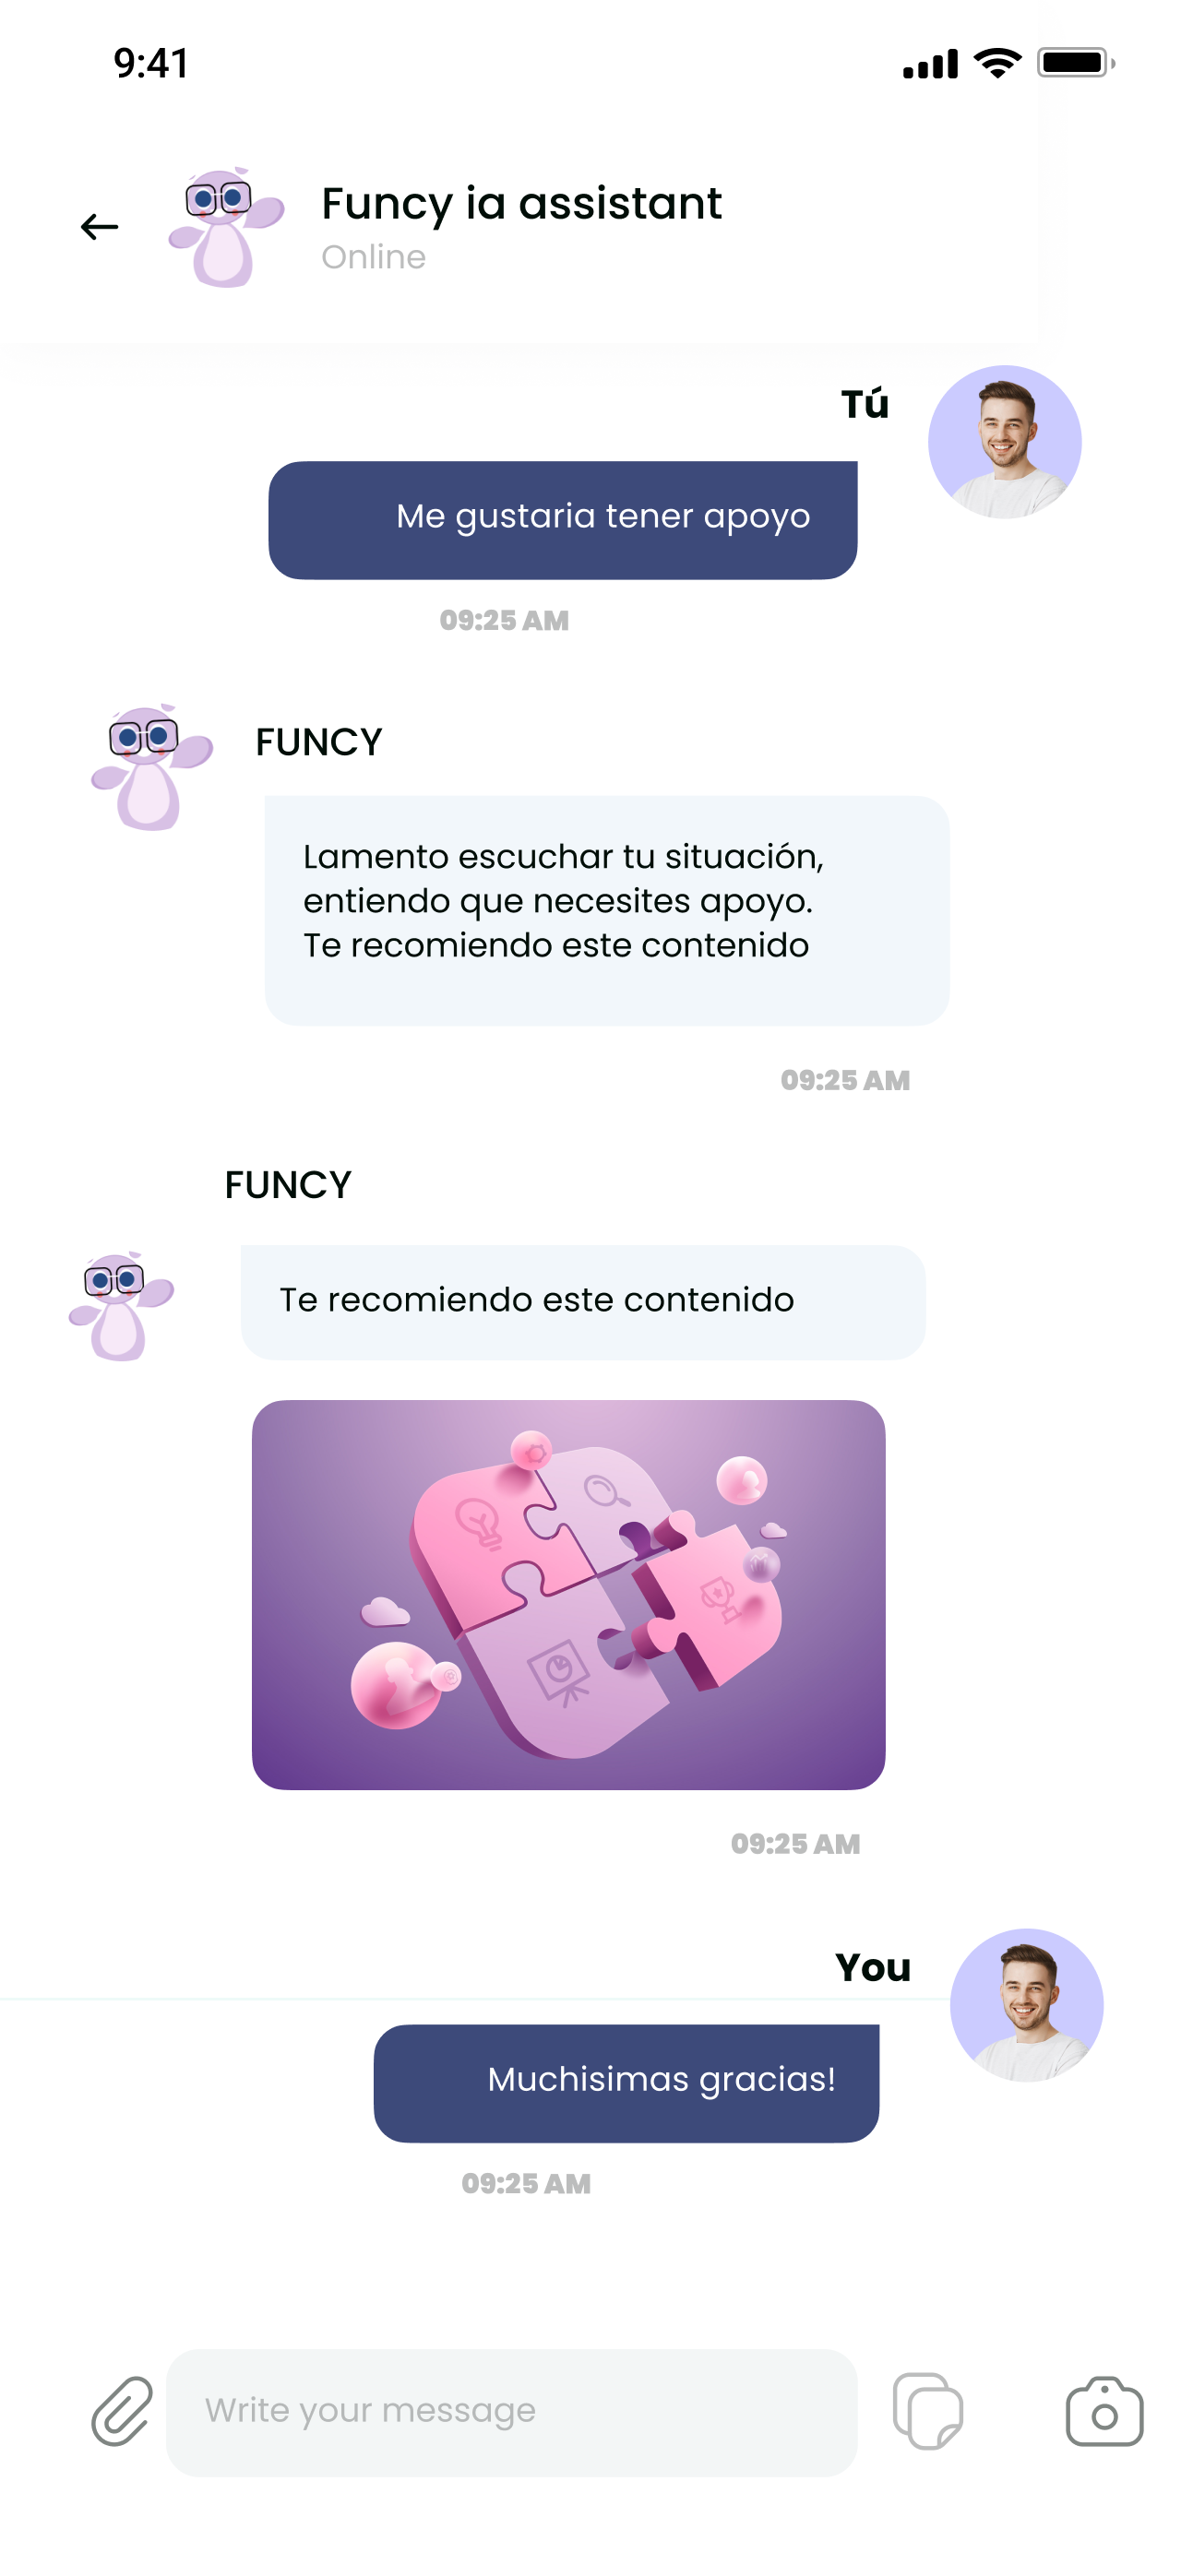 9:41
Funcy ia assistant
Online
Tú
Me gustaria tener apoyo
09:25 AM
FUNCY
Lamento escuchar tu situación,
entiendo que necesites apoyo.
Te recomiendo este contenido
09:25 AM
FUNCY
Te recomiendo este contenido
09:25 AM
You
Muchisimas gracias!
09:25 AM
Write your message